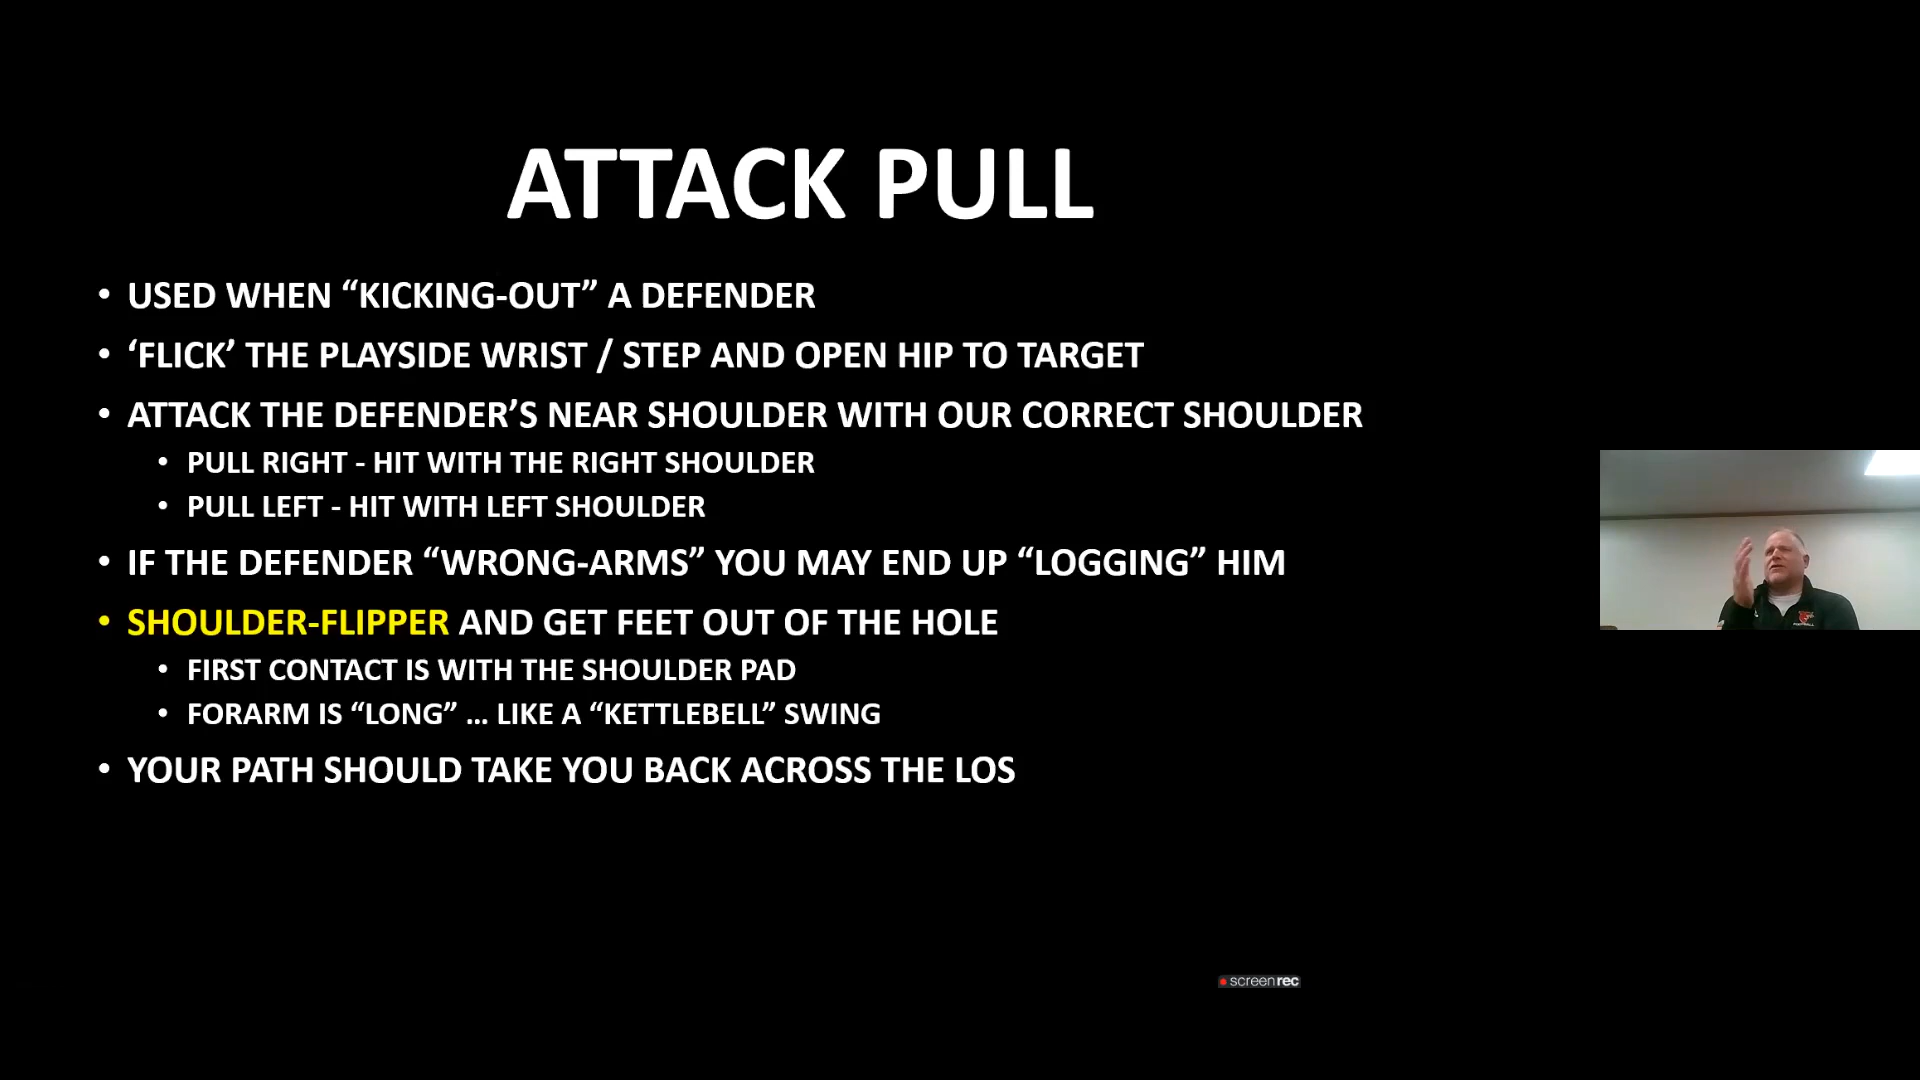 ATTACK PULL
• USED WHEN “KICKING-OUT” A DEFENDER
• ‘FLICK’ THE PLAYSIDE WRIST / STEP AND OPEN HIP TO TARGET
• ATTACK THE DEFENDER’S NEAR SHOULDER WITH OUR CORRECT SHOULDER
• PULL RIGHT - HIT WITH THE RIGHT SHOULDER
• PULL LEFT - HIT WITH LEFT SHOULDER
• IF THE DEFENDER “WRONG-ARMS” YOU MAY END UP “LOGGING” HIM
• SHOULDER-FLIPPER AND GET FEET OUT OF THE HOLE
• FIRST CONTACT IS WITH THE SHOULDER PAD
• FORARM IS “LONG” ... LIKE A “KETTLEBELL” SWING
• YOUR PATH SHOULD TAKE YOU BACK ACROSS THE LOS
screenrec